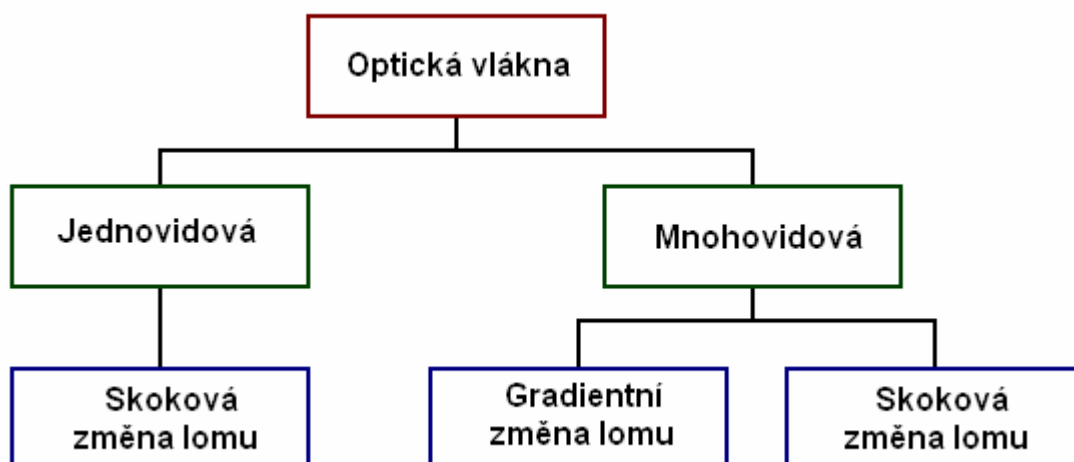 Optická vlákna
Jednovidová
Mnohovidová
Skoková
změna lomu
Gradientní
změna lomu
Skoková
změna lomu